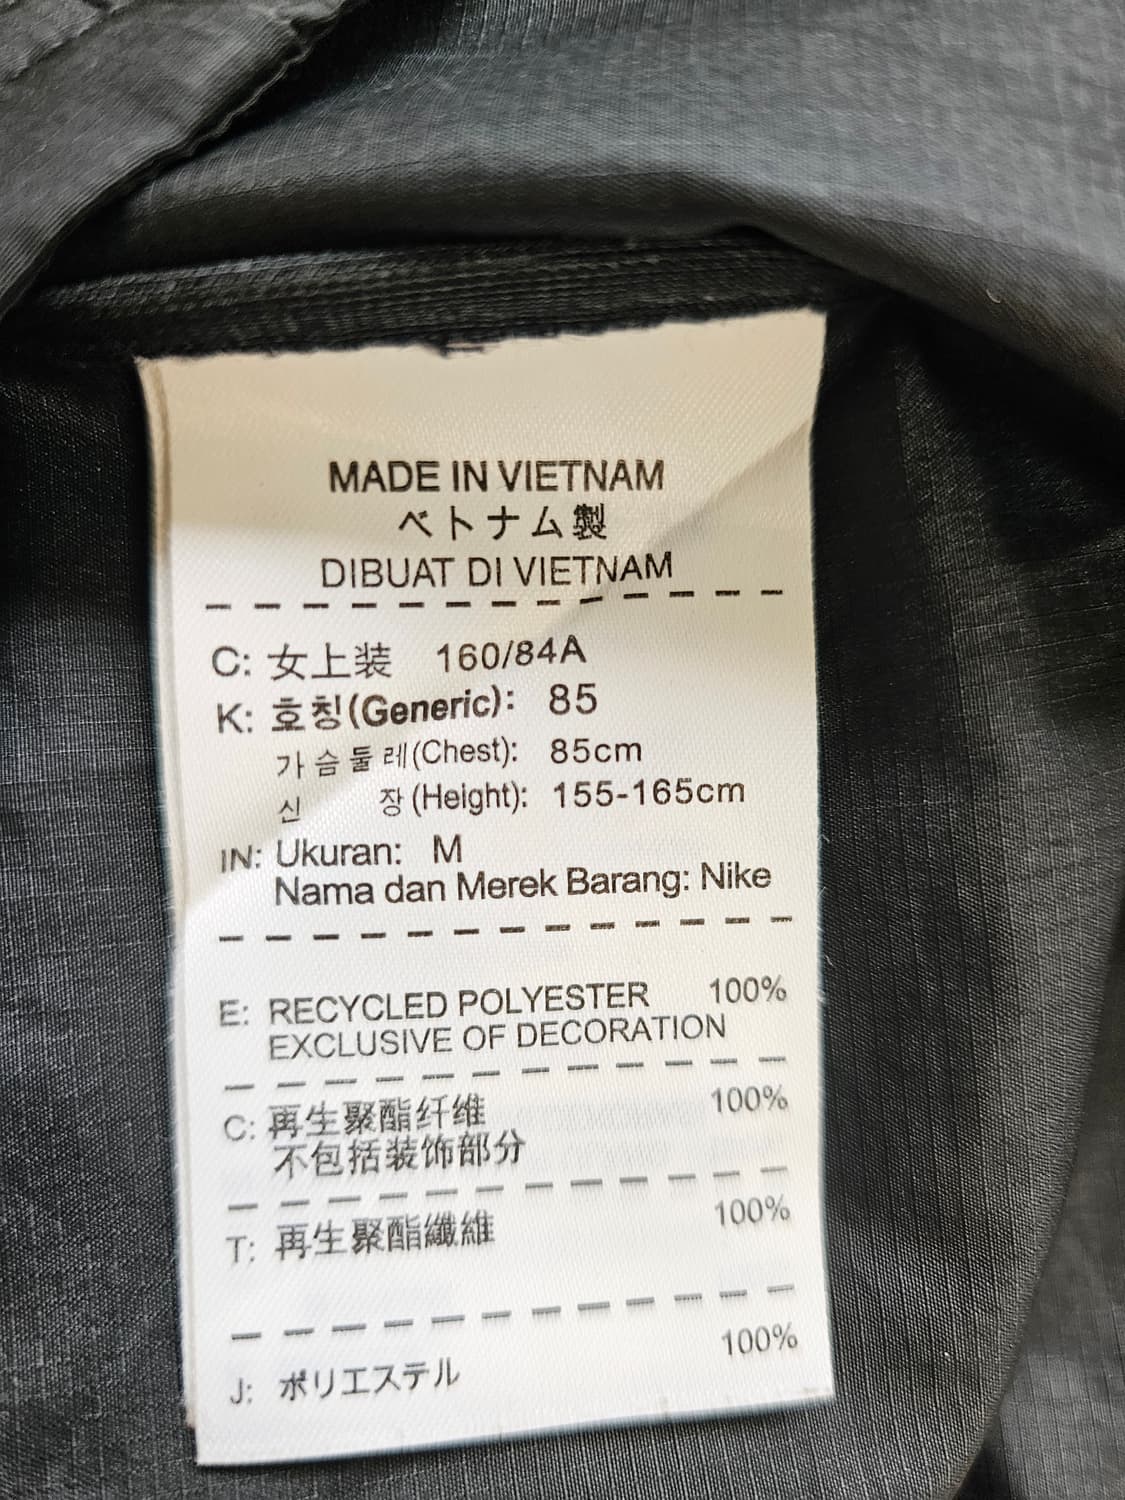 MADE IN VIETNAM
ベトナム製
DIBUAT DI VIETNAM
C: 女上装 160/84A
K: 호칭(Generic): 85
가슴둘레(Chest): 85cm
신 장(Height): 155-165cm
IN: Ukuran: M
Nama dan Merek Barang: Nike
E: RECYCLED POLYESTER 100%
EXCLUSIVE OF DECORATION
C: 再生聚酯纤维 100%
不包括装饰部分
T: 再生聚酯纖維 100%
J: ポリエステル 100%